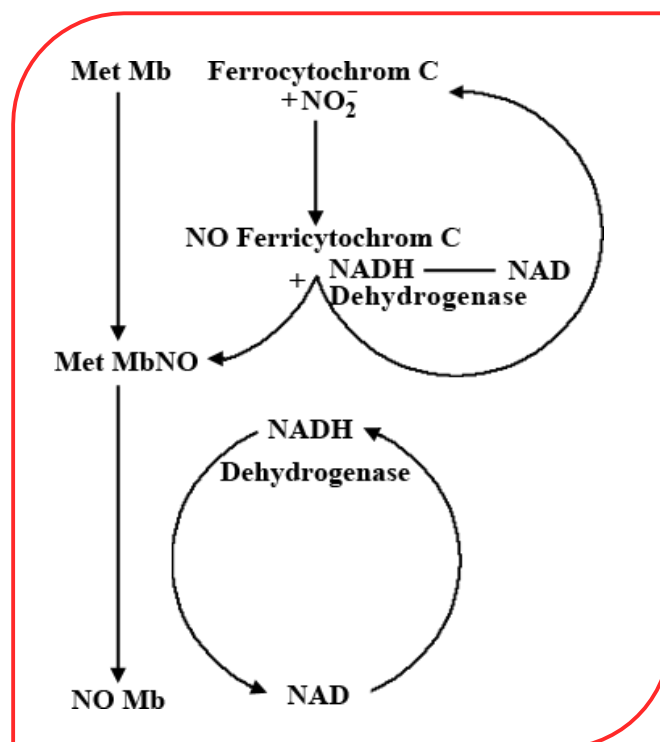 Met Mb Ferrocytochrom C
+ NO₂⁻
NO Ferricytochrom C
+ NADH NAD
Dehydrogenase
Met MbNO
NADH
Dehydrogenase
NO Mb NAD